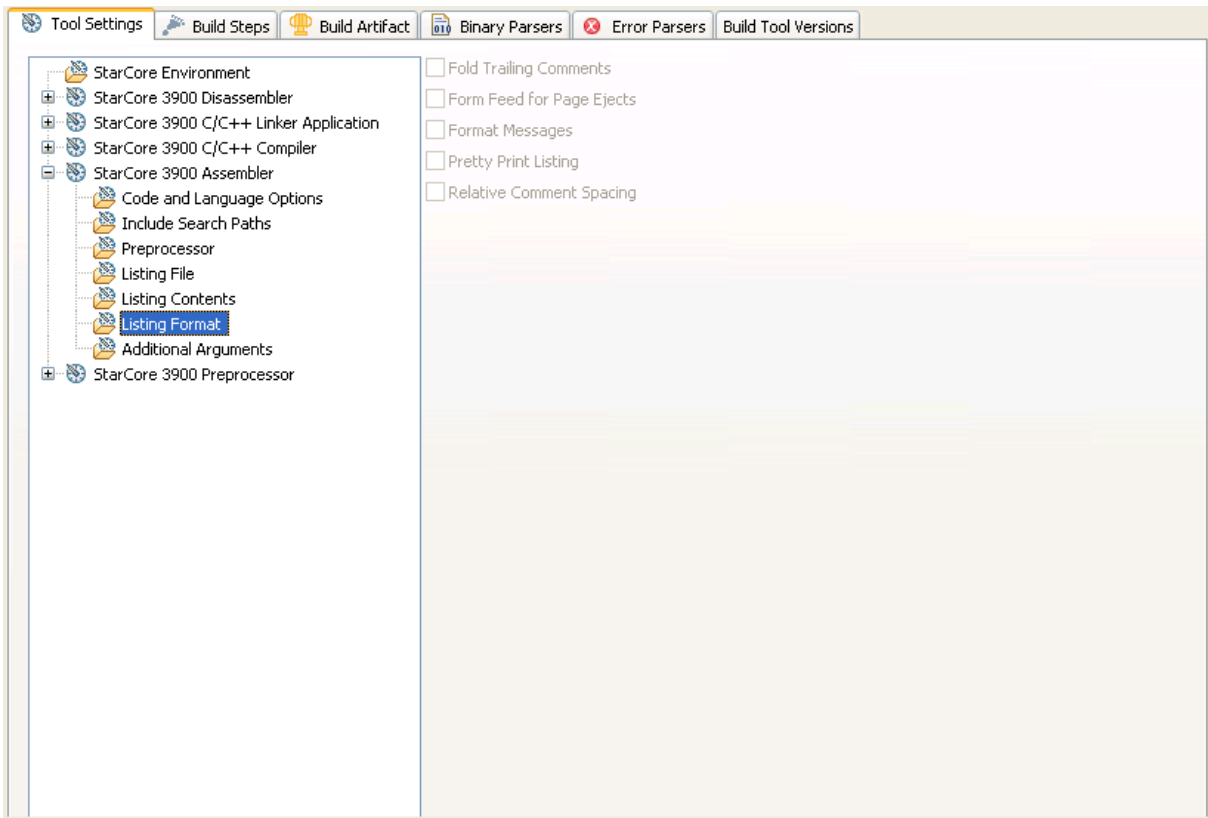 Tool Settings Build Steps Build Artifact Binary Parsers Error Parsers Build Tool Versions
StarCore Environment
StarCore 3900 Disassembler
StarCore 3900 C/C++ Linker Application
StarCore 3900 C/C++ Compiler
StarCore 3900 Assembler
Code and Language Options
Include Search Paths
Preprocessor
Listing File
Listing Contents
Listing Format
Additional Arguments
StarCore 3900 Preprocessor
Fold Trailing Comments
Form Feed for Page Ejects
Format Messages
Pretty Print Listing
Relative Comment Spacing